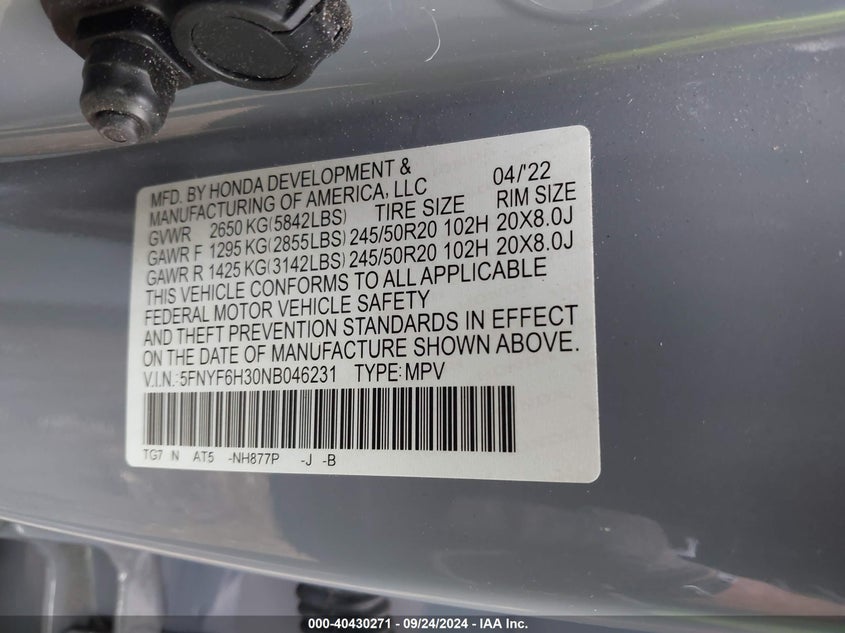 MFD. BY HONDA DEVELOPMENT & 04/'22
MANUFACTURING OF AMERICA, LLC
GVWR 2650 KG(5842LBS) TIRE SIZE RIM SIZE
GAWR F 1295 KG(2855LBS) 245/50R20 102H 20X8.0J
GAWR R 1425 KG(3142LBS) 245/50R20 102H 20X8.0J
THIS VEHICLE CONFORMS TO ALL APPLICABLE
FEDERAL MOTOR VEHICLE SAFETY
AND THEFT PREVENTION STANDARDS IN EFFECT
ON THE DATE OF MANUFACTURE SHOWN ABOVE.
V.I.N.: 5FNYF6H30NB046231 TYPE: MPV
TG7 N AT5 -NH877P -J -B
000-40430271 - 09/24/2024 - IAA Inc.